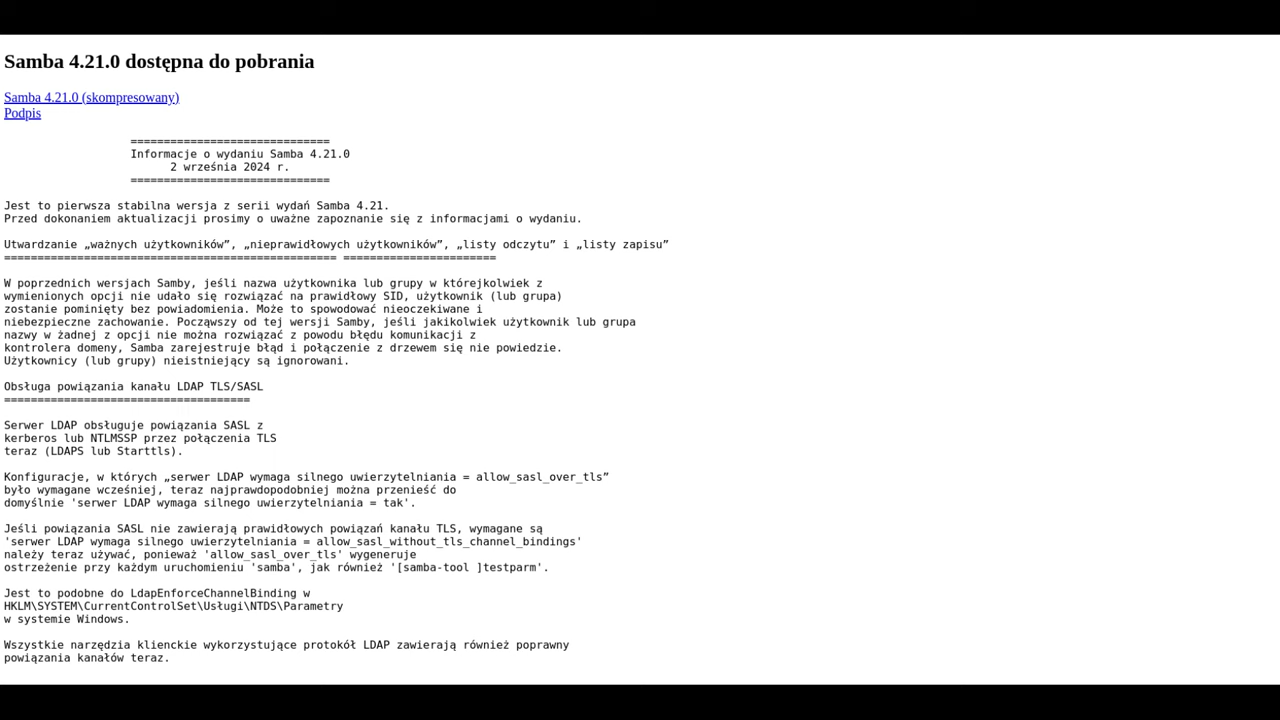 Samba 4.21.0 dostępna do pobrania
Samba 4.21.0 (skompresowany)
Podpis
==============================
Informacje o wydaniu Samba 4.21.0
2 września 2024 r.
==============================
Jest to pierwsza stabilna wersja z serii wydań Samba 4.21.
Przed dokonaniem aktualizacji prosimy o uważne zapoznanie się z informacjami o wydaniu.
Utwardzanie „ważnych użytkowników”, „nieprawidłowych użytkowników”, „listy odczytu” i „listy zapisu”
================================================== =======================
W poprzednich wersjach Samby, jeśli nazwa użytkownika lub grupy w którejkolwiek z
wymienionych opcji nie udało się rozwiązać na prawidłowy SID, użytkownik (lub grupa)
zostanie pominięty bez powiadomienia. Może to spowodować nieoczekiwane i
niebezpieczne zachowanie. Począwszy od tej wersji Samby, jeśli jakikolwiek użytkownik lub grupa
nazwy w żadnej z opcji nie można rozwiązać z powodu błędu komunikacji z
kontrolera domeny, Samba zarejestruje błąd i połączenie z drzewem się nie powiedzie.
Użytkownicy (lub grupy) nieistniejący są ignorowani.
Obsługa powiązania kanału LDAP TLS/SASL
=====================================
Serwer LDAP obsługuje powiązania SASL z
kerberos lub NTLMSSP przez połączenia TLS
teraz (LDAPS lub Starttls).
Konfiguracje, w których „serwer LDAP wymaga silnego uwierzytelniania = allow_sasl_over_tls”
było wymagane wcześniej, teraz najprawdopodobniej można przenieść do
domyślnie 'serwer LDAP wymaga silnego uwierzytelniania = tak'.
Jeśli powiązania SASL nie zawierają prawidłowych powiązań kanału TLS, wymagane są
'serwer LDAP wymaga silnego uwierzytelniania = allow_sasl_without_tls_channel_bindings'
należy teraz używać, ponieważ 'allow_sasl_over_tls' wygeneruje
ostrzeżenie przy każdym uruchomieniu 'samba', jak również '[samba-tool ]testparm'.
Jest to podobne do LdapEnforceChannelBinding w
HKLM\SYSTEM\CurrentControlSet\Usługi\NTDS\Parametry
w systemie Windows.
Wszystkie narzędzia klienckie wykorzystujące protokół LDAP zawierają również poprawny
powiązania kanałów teraz.